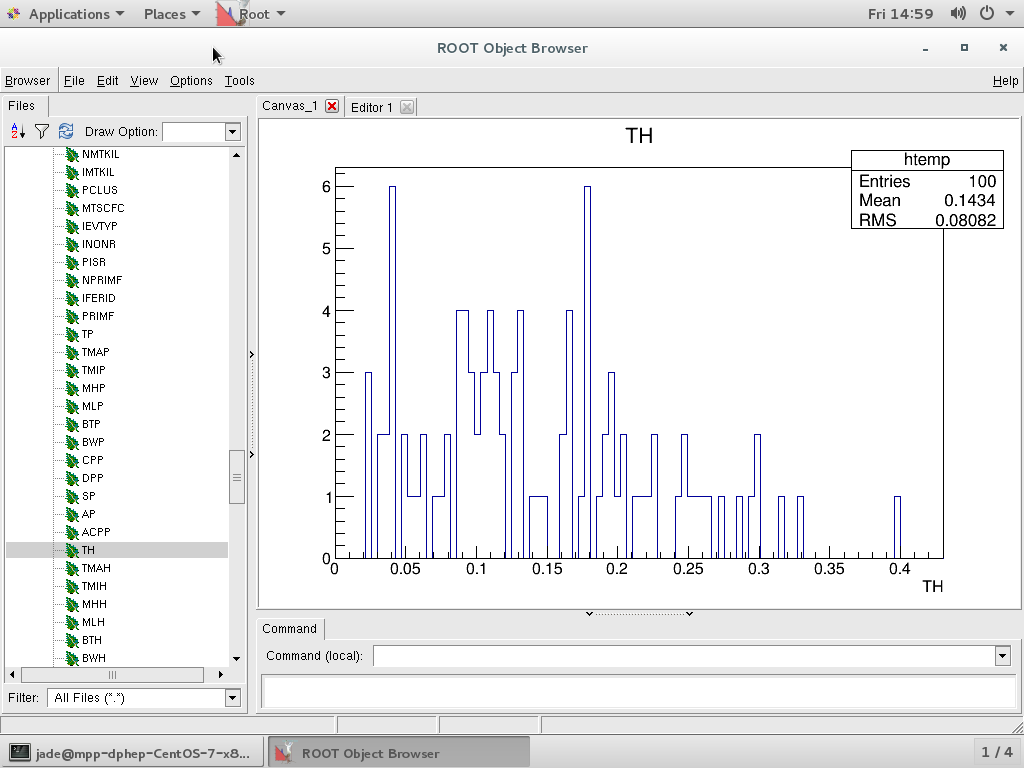 Applications Places Root Fri 14:59
ROOT Object Browser
Browser File Edit View Options Tools Help
Files
Canvas_1 Editor 1
Draw Option:
NMTKIL
IMTKIL
PCLUS
MTSCFC
IEVTYP
INONR
PISR
NPRIMF
IFERID
PRIMF
TP
TMAP
TMIP
MHP
MLP
BTP
BWP
CPP
DPP
SP
AP
ACPP
TH
TMAH
TMIH
MHH
MLH
BTH
BWH
Filter: All Files (*.*)
TH
htemp
Entries 100
Mean 0.1434
RMS 0.08082
6
5
4
3
2
1
0
0 0.05 0.1 0.15 0.2 0.25 0.3 0.35 0.4
TH
Command
Command (local):
jade@mpp-dphep-CentOS-7-x8... ROOT Object Browser 1 / 4